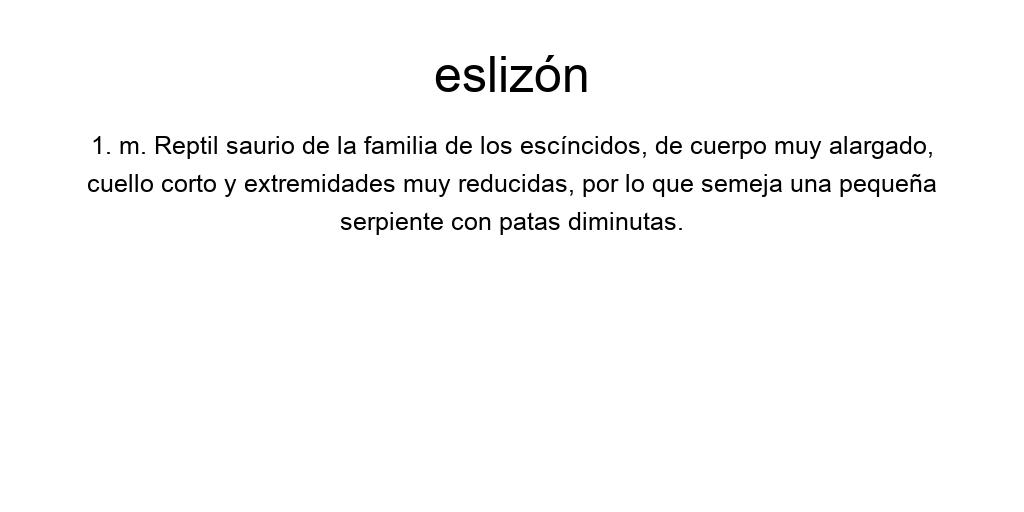 eslizón
1. m. Reptil saurio de la familia de los escíncidos, de cuerpo muy alargado,
cuello corto y extremidades muy reducidas, por lo que semeja una pequeña
serpiente con patas diminutas.